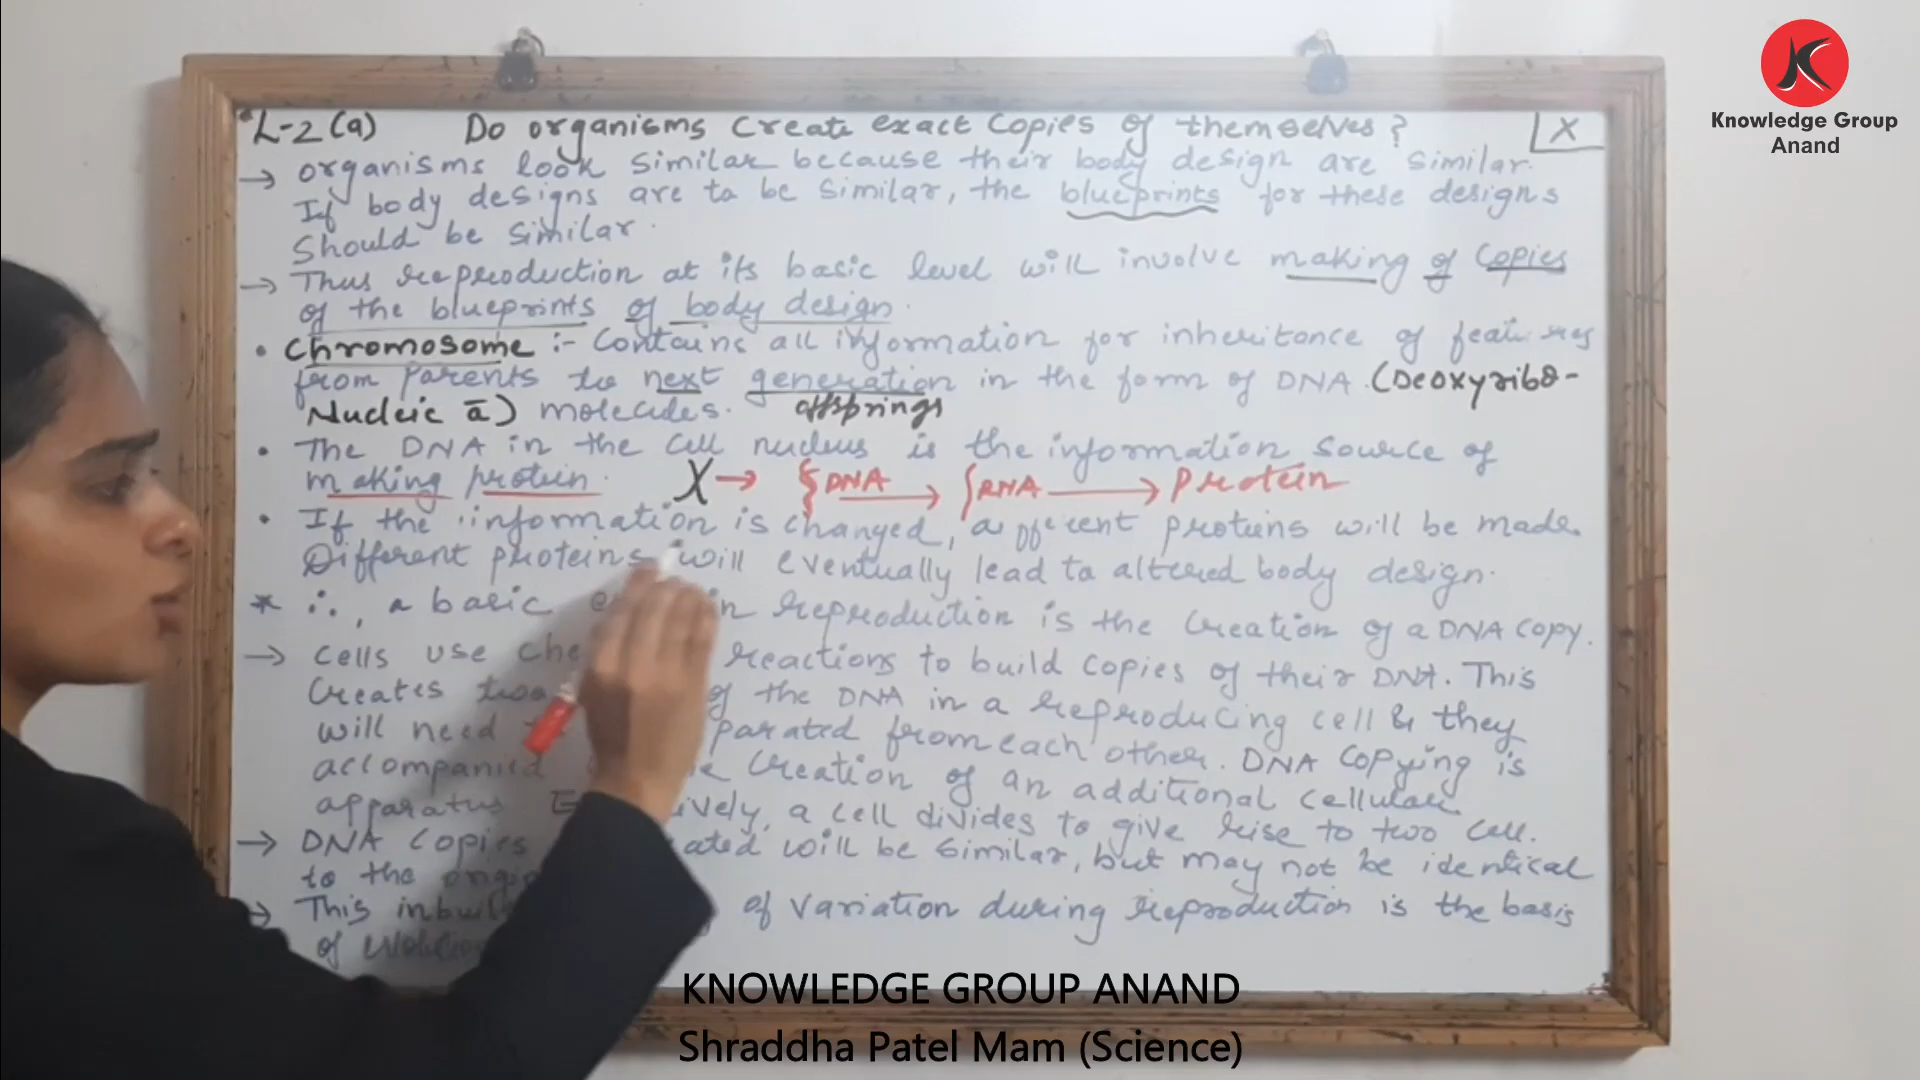 L-2 (a) Do organisms create exact copies of themselves? X
→ organisms look similar because their body design are similar.
If body designs are to be similar, the blueprints for these designs
should be similar.
→ Thus reproduction at its basic level will involve making of copies
of the blueprints of body design.
• Chromosome :- Contains all information for inheritance of features
from parents to next generation in the form of DNA. (Deoxyribo-
Nucleic ā) molecules. offsprings
• The DNA in the cell nucleus is the information source of
making protein. X → { DNA → { RNA → Protein
• If the information is changed, proteins will be made.
Different proteins will eventually lead to altered body design.
* ∴, a basic in reproduction is the creation of a DNA copy.
→ Cells use reactions to build copies of their DNA. This
creates two of the DNA in a reproducing cell & they
will need from each other. DNA copying is
accompanied creation of an additional cellular
apparatus a cell divides to give rise to two cell.
→ DNA copies will be similar, but may not be identical
to the
→ This of variation during reproduction is the basis
of
Knowledge Group
Anand
KNOWLEDGE GROUP ANAND
Shraddha Patel Mam (Science)